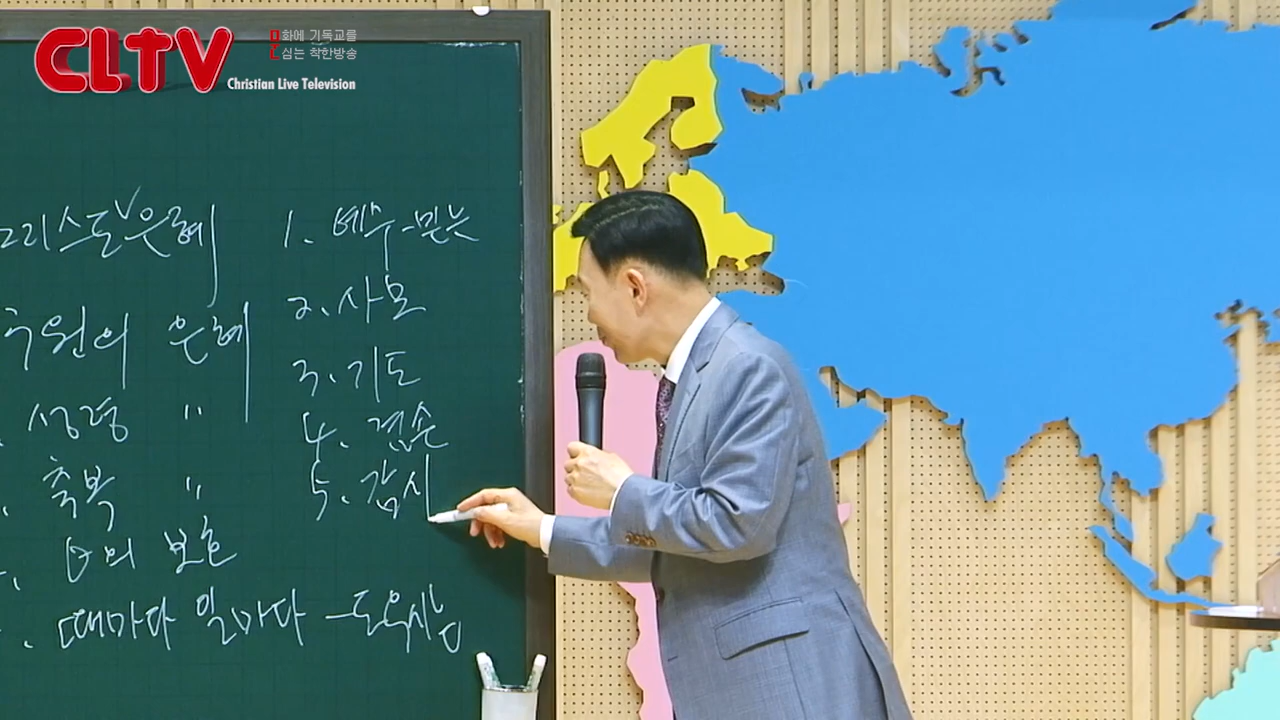 CLTV
문화에 기독교를
심는 착한방송
Christian Live Television
그리스도 은혜
구원의 은혜
성령 "
축복 "
의 보호
때마다 일마다 - 도우심
1. 예수-믿는
2. 사모
3. 기도
4. 겸손
5. 감시